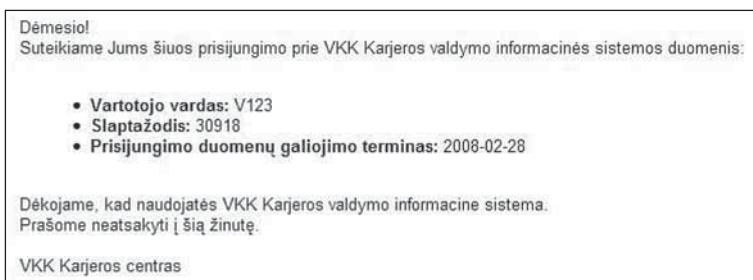 Dėmesio!
Suteikiame Jums šiuos prisijungimo prie VKK Karjeros valdymo informacinės sistemos duomenis:
• Vartotojo vardas: V123
• Slaptažodis: 30918
• Prisijungimo duomenų galiojimo terminas: 2008-02-28
Dėkojame, kad naudojatės VKK Karjeros valdymo informacine sistema.
Prašome neatsakyti į šią žinutę.
VKK Karjeros centras